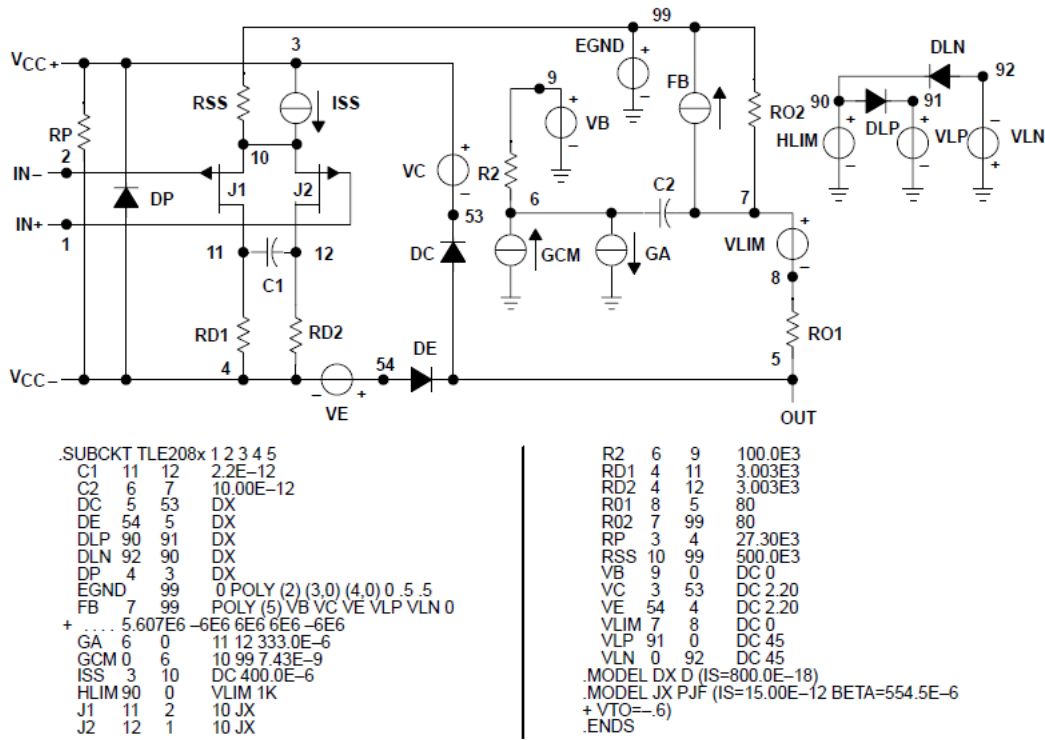 99
3
EGND
+
−
DLN
92
VCC+
9
FB
RSS
ISS
90
91
+
−
VB
RO2
+
−
HLIM
DLP
+
−
VLP
−
+
VLN
RP
2
10
IN−
J1
J2
VC
+
−
R2
C2
DP
6
7
IN+
53
1
11
12
DC
GCM
GA
VLIM
+
−
C1
8
RD1
RD2
RO1
DE
54
5
4
VCC−
−
+
VE
OUT
.SUBCKT TLE208x 1 2 3 4 5
C1 11 12 2.2E−12
C2 6 7 10.00E−12
DC 5 53 DX
DE 54 5 DX
DLP 90 91 DX
DLN 92 90 DX
DP 4 3 DX
EGND 99 0 POLY (2) (3,0) (4,0) 0 .5 .5
FB 7 99 POLY (5) VB VC VE VLP VLN 0
+ . . . . 5.607E6 −6E6 6E6 6E6 −6E6
GA 6 0 11 12 333.0E−6
GCM 0 6 10 99 7.43E−9
ISS 3 10 DC 400.0E−6
HLIM 90 0 VLIM 1K
J1 11 2 10 JX
J2 12 1 10 JX
R2 6 9 100.0E3
RD1 4 11 3.003E3
RD2 4 12 3.003E3
R01 8 5 80
R02 7 99 80
RP 3 4 27.30E3
RSS 10 99 500.0E3
VB 9 0 DC 0
VC 3 53 DC 2.20
VE 54 4 DC 2.20
VLIM 7 8 DC 0
VLP 91 0 DC 45
VLN 0 92 DC 45
.MODEL DX D (IS=800.0E−18)
.MODEL JX PJF (IS=15.00E−12 BETA=554.5E−6
+ VTO=−.6)
.ENDS